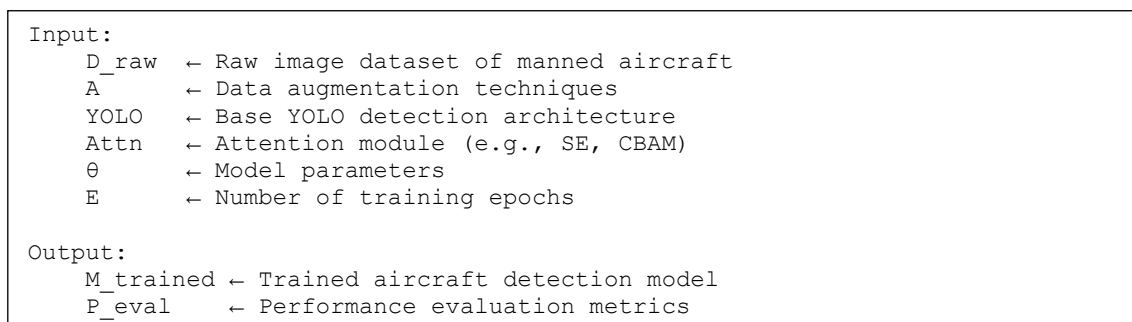 Input:
D_raw ← Raw image dataset of manned aircraft
A ← Data augmentation techniques
YOLO ← Base YOLO detection architecture
Attn ← Attention module (e.g., SE, CBAM)
θ ← Model parameters
E ← Number of training epochs
Output:
M_trained ← Trained aircraft detection model
P_eval ← Performance evaluation metrics